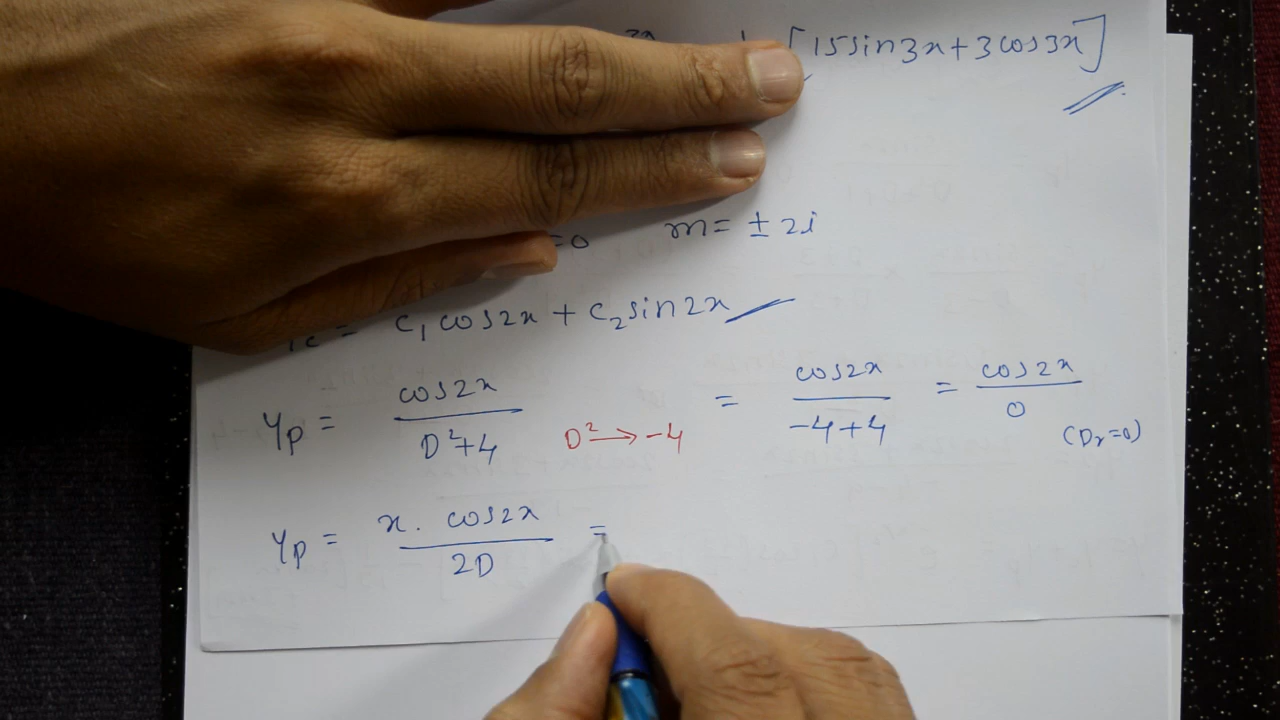 [15sin3x+3cos3x]
=0 m= ±2i
= C₁cos2x + C₂sin2x
yp = cos2x / D²+4 D²→-4 = cos2x / -4+4 = cos2x / 0 (Dr=0)
yp = x. cos2x / 2D =